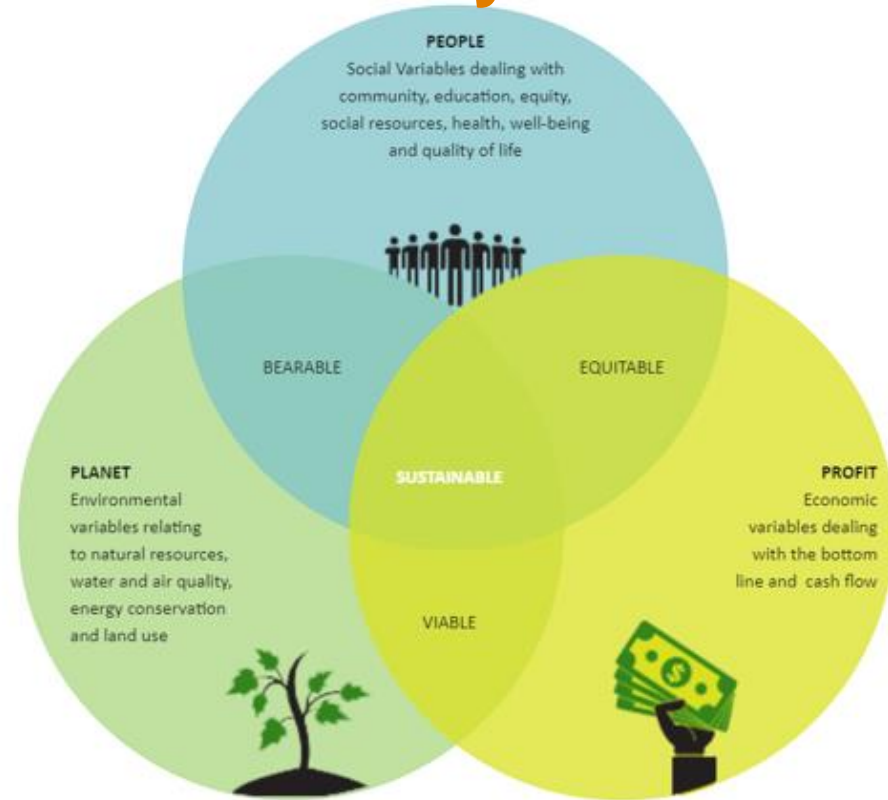 PEOPLE
Social Variables dealing with
community, education, equity,
social resources, health, well-being
and quality of life
BEARABLE
EQUITABLE
SUSTAINABLE
PLANET
Environmental
variables relating
to natural resources,
water and air quality,
energy conservation
and land use
PROFIT
Economic
variables dealing
with the bottom
line and cash flow
VIABLE
$